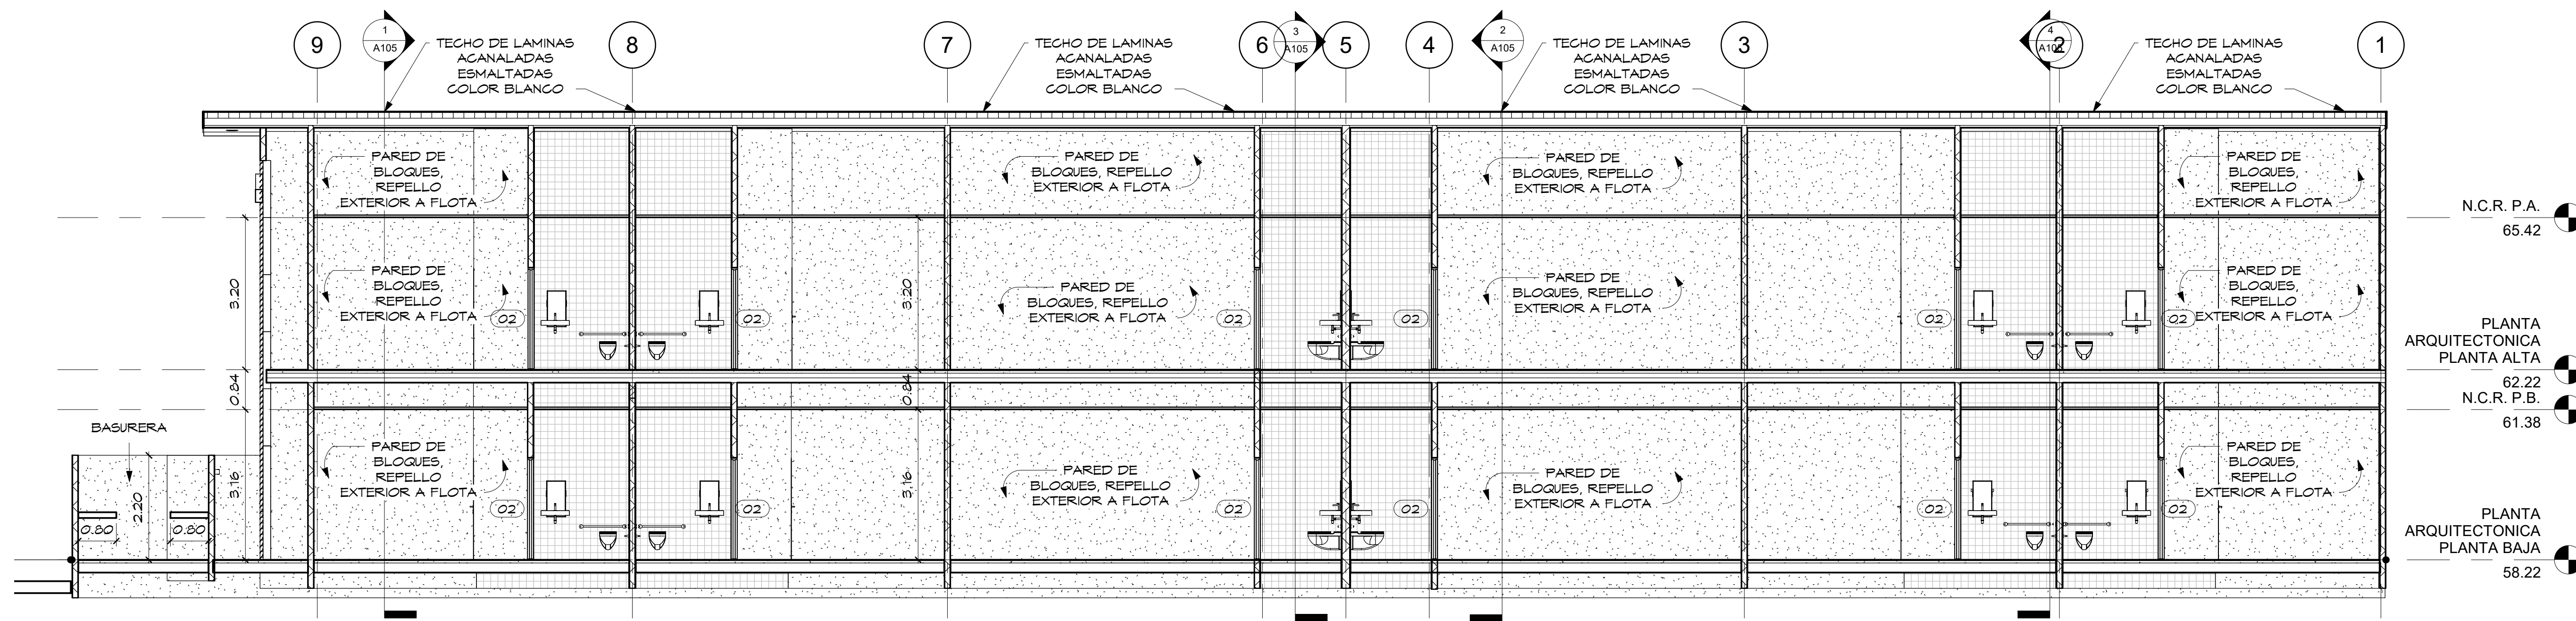 9
1
A105
8
7
6
3
A105
5
4
2
A105
3
4
A105
2
1
TECHO DE LAMINAS
ACANALADAS
ESMALTADAS
COLOR BLANCO
TECHO DE LAMINAS
ACANALADAS
ESMALTADAS
COLOR BLANCO
TECHO DE LAMINAS
ACANALADAS
ESMALTADAS
COLOR BLANCO
TECHO DE LAMINAS
ACANALADAS
ESMALTADAS
COLOR BLANCO
PARED DE
BLOQUES,
REPELLO
EXTERIOR A FLOTA
PARED DE
BLOQUES, REPELLO
EXTERIOR A FLOTA
PARED DE
BLOQUES, REPELLO
EXTERIOR A FLOTA
PARED DE
BLOQUES,
REPELLO
EXTERIOR A FLOTA
N.C.R. P.A.
65.42
3.20
PARED DE
BLOQUES,
REPELLO
EXTERIOR A FLOTA
02
02
3.20
PARED DE
BLOQUES, REPELLO
EXTERIOR A FLOTA
02
02
PARED DE
BLOQUES, REPELLO
EXTERIOR A FLOTA
02
02
PARED DE
BLOQUES,
REPELLO
EXTERIOR A FLOTA
PLANTA
ARQUITECTONICA
PLANTA ALTA
62.22
0.84
0.84
N.C.R. P.B.
61.38
BASURERA
2.20
0.80
0.80
3.16
PARED DE
BLOQUES,
REPELLO
EXTERIOR A FLOTA
02
02
3.16
PARED DE
BLOQUES, REPELLO
EXTERIOR A FLOTA
02
02
PARED DE
BLOQUES, REPELLO
EXTERIOR A FLOTA
02
02
PARED DE
BLOQUES,
REPELLO
EXTERIOR A FLOTA
PLANTA
ARQUITECTONICA
PLANTA BAJA
58.22